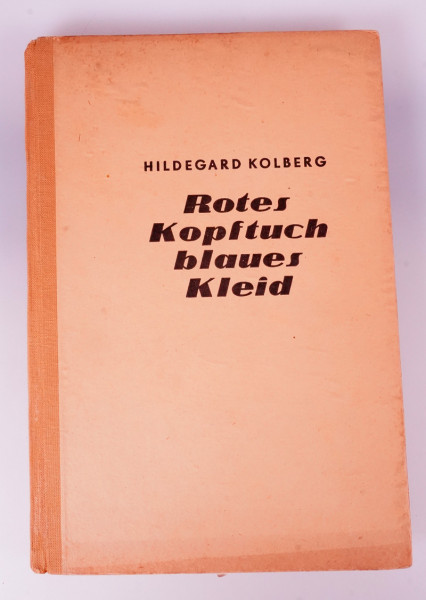 HILDEGARD KOLBERG
Rotes
Kopftuch
blaues
Kleid